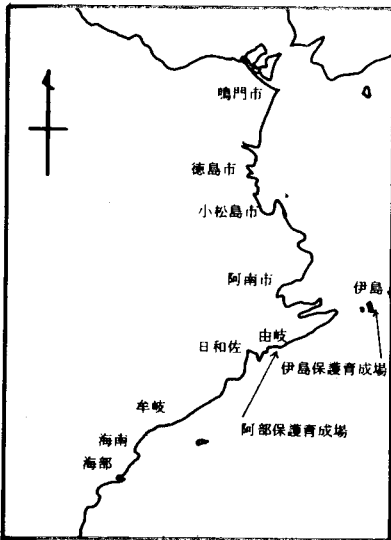 鳴門市
徳島市
小松島市
阿南市
伊島
由岐
日和佐
伊島保護育成場
阿部保護育成場
牟岐
海南
海部